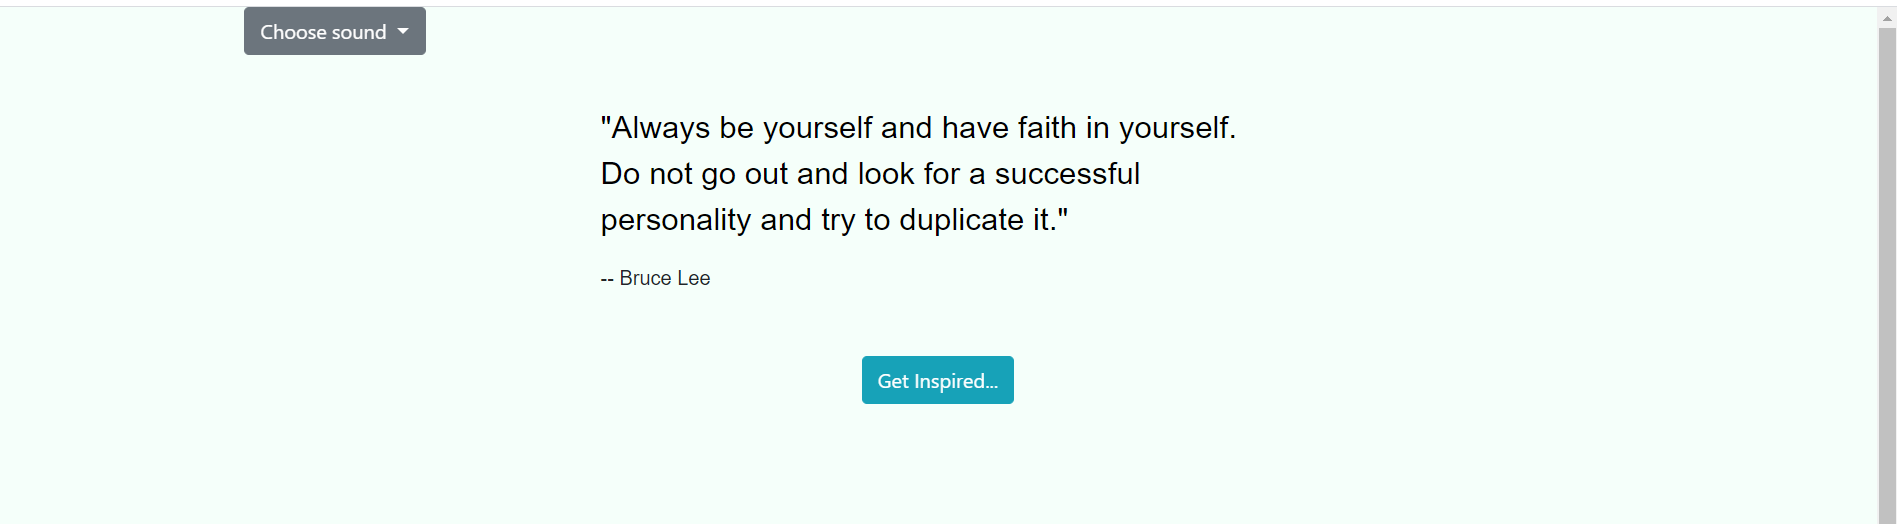 Choose sound
"Always be yourself and have faith in yourself.
Do not go out and look for a successful
personality and try to duplicate it."
-- Bruce Lee
Get Inspired...